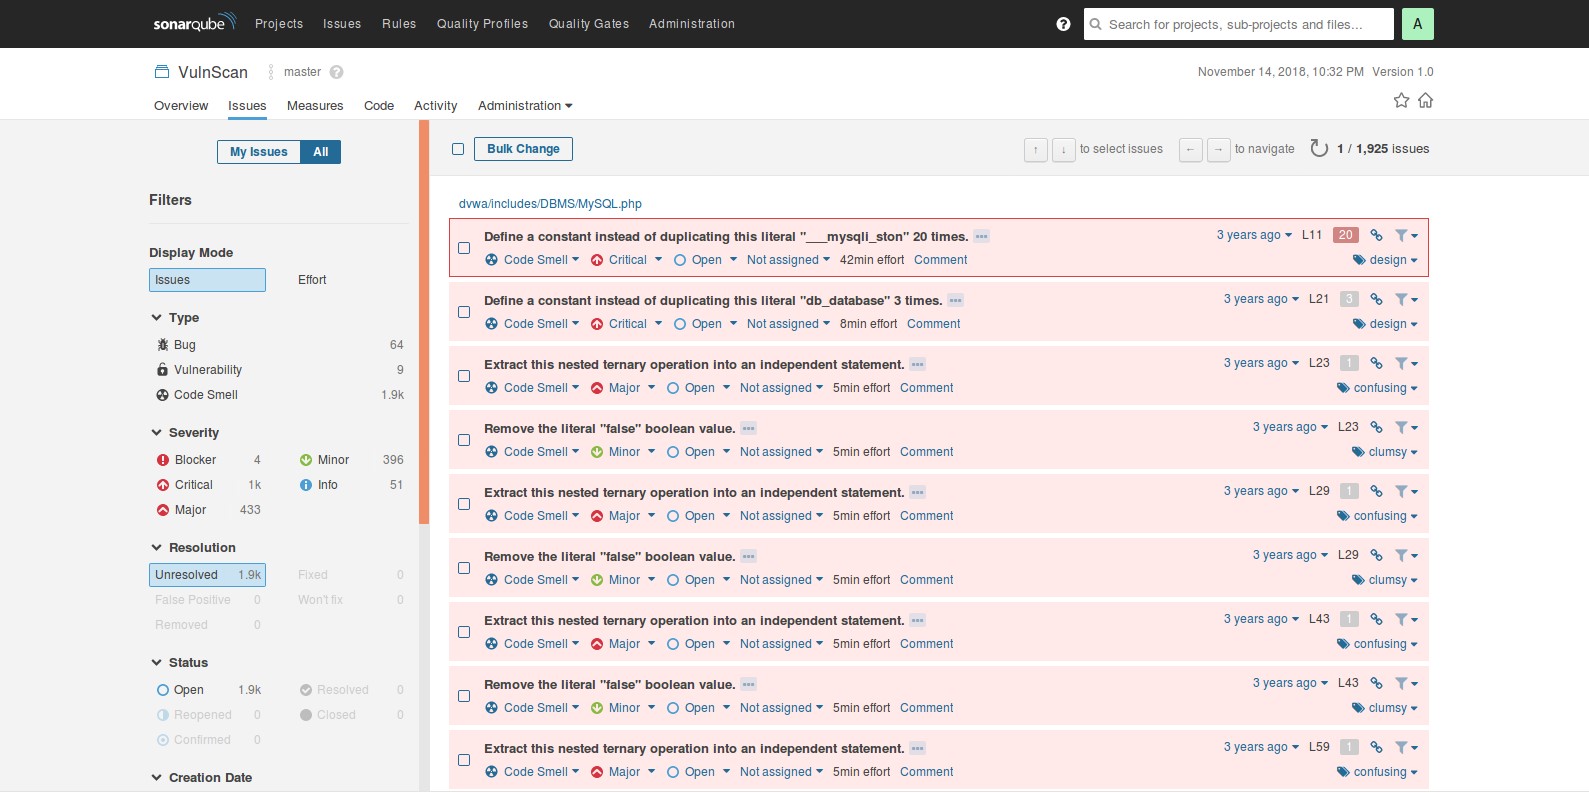 sonarqube Projects Issues Rules Quality Profiles Quality Gates Administration ? Search for projects, sub-projects and files... A
VulnScan master ? November 14, 2018, 10:32 PM Version 1.0
Overview Issues Measures Code Activity Administration
My Issues All
Bulk Change ↑ ↓ to select issues ← → to navigate 1 / 1,925 issues
Filters
Display Mode
Issues Effort
Type
Bug 64
Vulnerability 9
Code Smell 1.9k
Severity
Blocker 4 Minor 396
Critical 1k Info 51
Major 433
Resolution
Unresolved 1.9k Fixed 0
False Positive 0 Won't fix 0
Removed 0
Status
Open 1.9k Resolved 0
Reopened 0 Closed 0
Confirmed 0
Creation Date
dvwa/includes/DBMS/MySQL.php
Define a constant instead of duplicating this literal "___mysqli_ston" 20 times. 3 years ago L11 20
Code Smell Critical Open Not assigned 42min effort Comment design
Define a constant instead of duplicating this literal "db_database" 3 times. 3 years ago L21 3
Code Smell Critical Open Not assigned 8min effort Comment design
Extract this nested ternary operation into an independent statement. 3 years ago L23 1
Code Smell Major Open Not assigned 5min effort Comment confusing
Remove the literal "false" boolean value. 3 years ago L23
Code Smell Minor Open Not assigned 5min effort Comment clumsy
Extract this nested ternary operation into an independent statement. 3 years ago L29 1
Code Smell Major Open Not assigned 5min effort Comment confusing
Remove the literal "false" boolean value. 3 years ago L29
Code Smell Minor Open Not assigned 5min effort Comment clumsy
Extract this nested ternary operation into an independent statement. 3 years ago L43 1
Code Smell Major Open Not assigned 5min effort Comment confusing
Remove the literal "false" boolean value. 3 years ago L43
Code Smell Minor Open Not assigned 5min effort Comment clumsy
Extract this nested ternary operation into an independent statement. 3 years ago L59 1
Code Smell Major Open Not assigned 5min effort Comment confusing